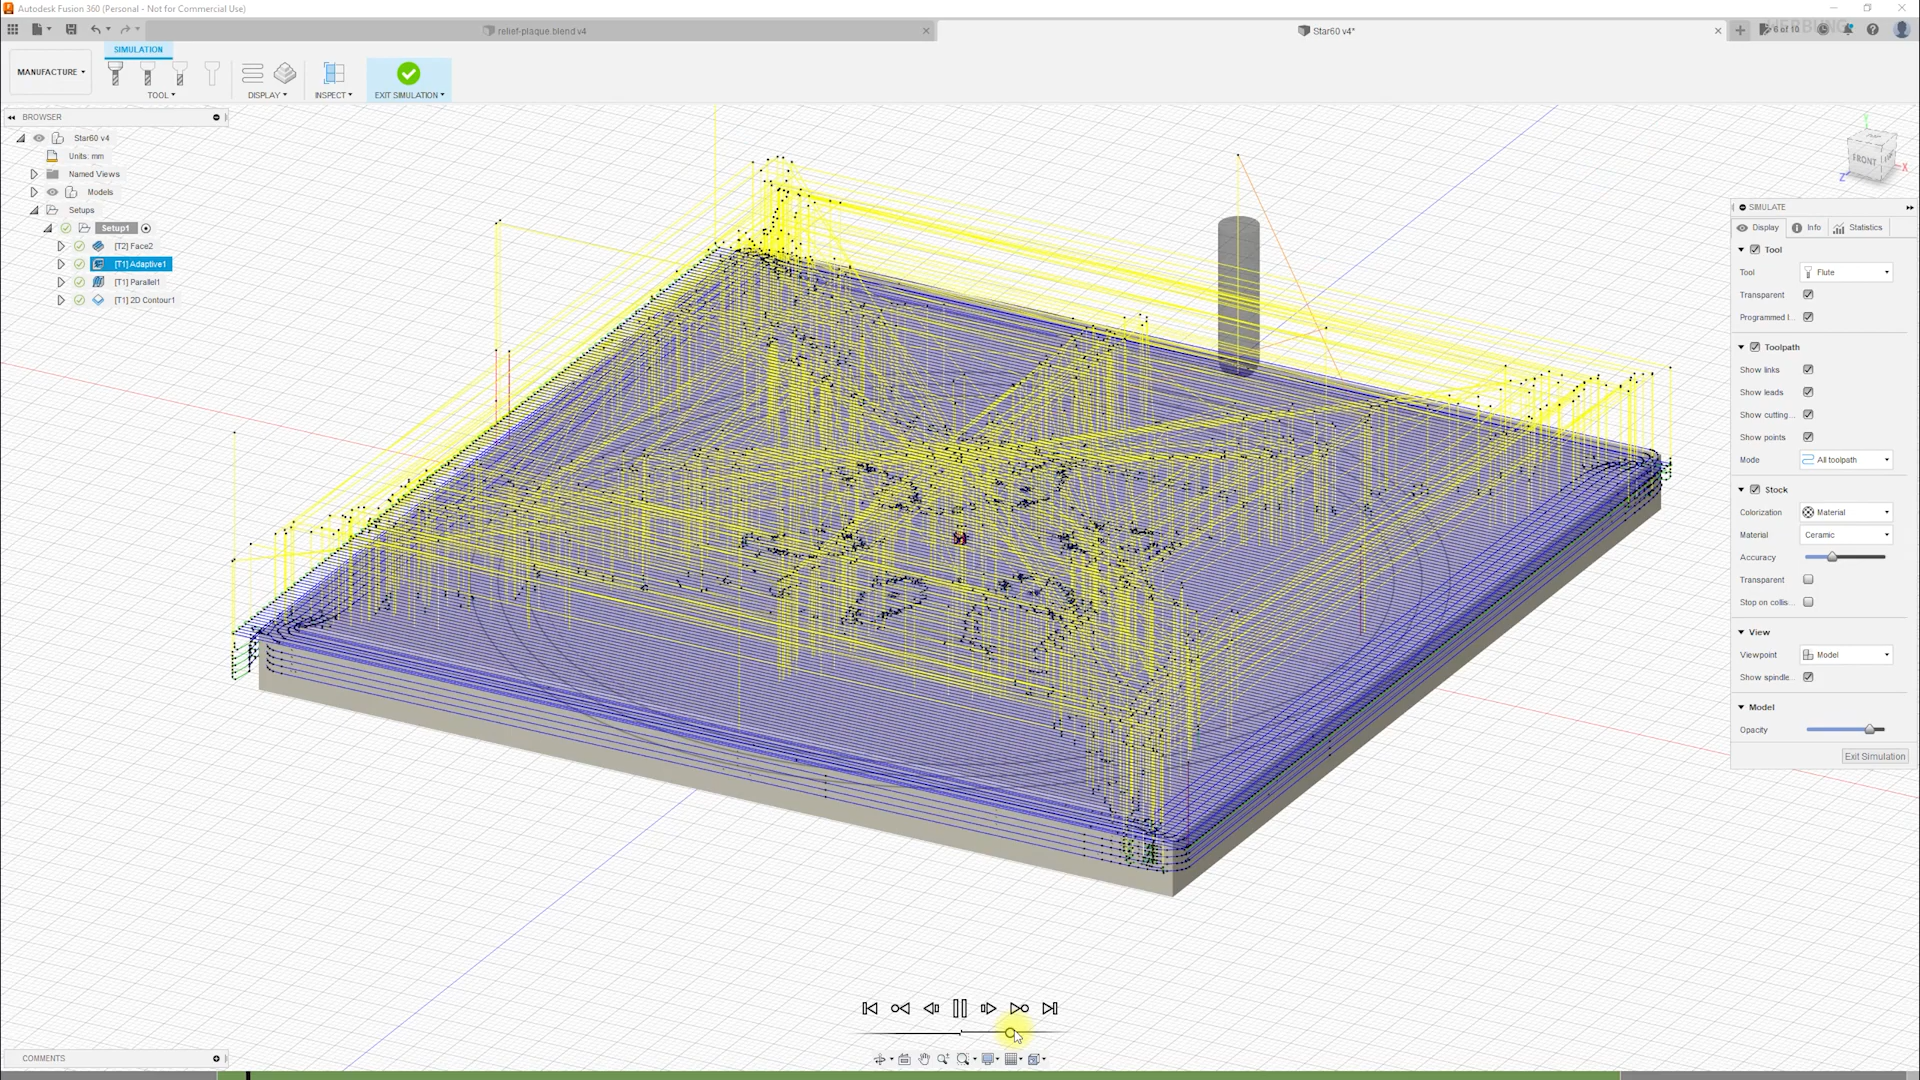 Autodesk Fusion 360 (Personal - Not for Commercial Use)
relief-plaque blend v4
Star60 v4*
6 of 10
SIMULATION
MANUFACTURE
TOOL
DISPLAY
INSPECT
EXIT SIMULATION
BROWSER
Star60 v4
Units: mm
Named Views
Models
Setups
Setup1
[T2] Face2
[T1] Adaptive1
[T1] Parallel1
[T1] 2D Contour1
FRONT
X
Y
Z
SIMULATE
Display
Info
Statistics
Tool
Tool
Flute
Transparent
Programmed I...
Toolpath
Show links
Show leads
Show cutting...
Show points
Mode
All toolpath
Stock
Colorization
Material
Material
Ceramic
Accuracy
Transparent
Stop on collis...
View
Viewpoint
Model
Show spindle...
Model
Opacity
Exit Simulation
COMMENTS